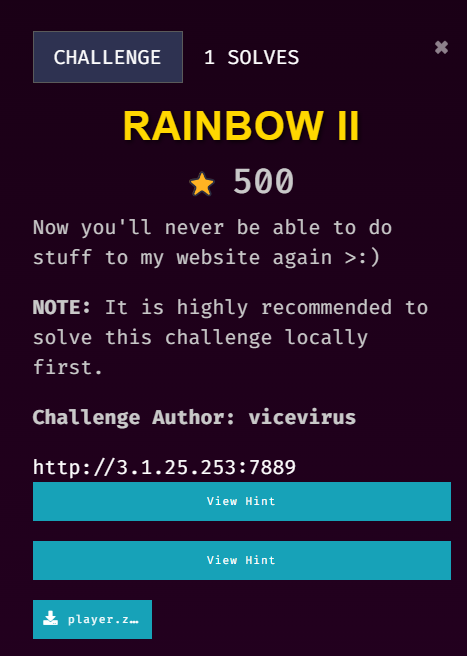 CHALLENGE
1 SOLVES
✖
RAINBOW II
500
Now you'll never be able to do
stuff to my website again >:)
NOTE: It is highly recommended to
solve this challenge locally
first.
Challenge Author: vicevirus
http://3.1.25.253:7889
View Hint
View Hint
player.z…